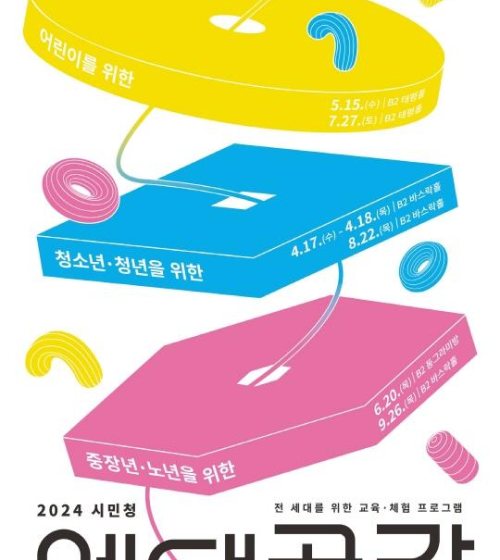 어린이를 위한
5.15.(수) | B2 태평홀
7.27.(토) | B2 태평홀
청소년·청년을 위한
4.17.(수) - 4.18.(목) | B2 바스락홀
8.22.(목) | B2 바스락홀
중장년·노년을 위한
6.20.(목) | B2 동그라미방
9.26.(목) | B2 바스락홀
2024 시민청
전 세대를 위한 교육·체험 프로그램